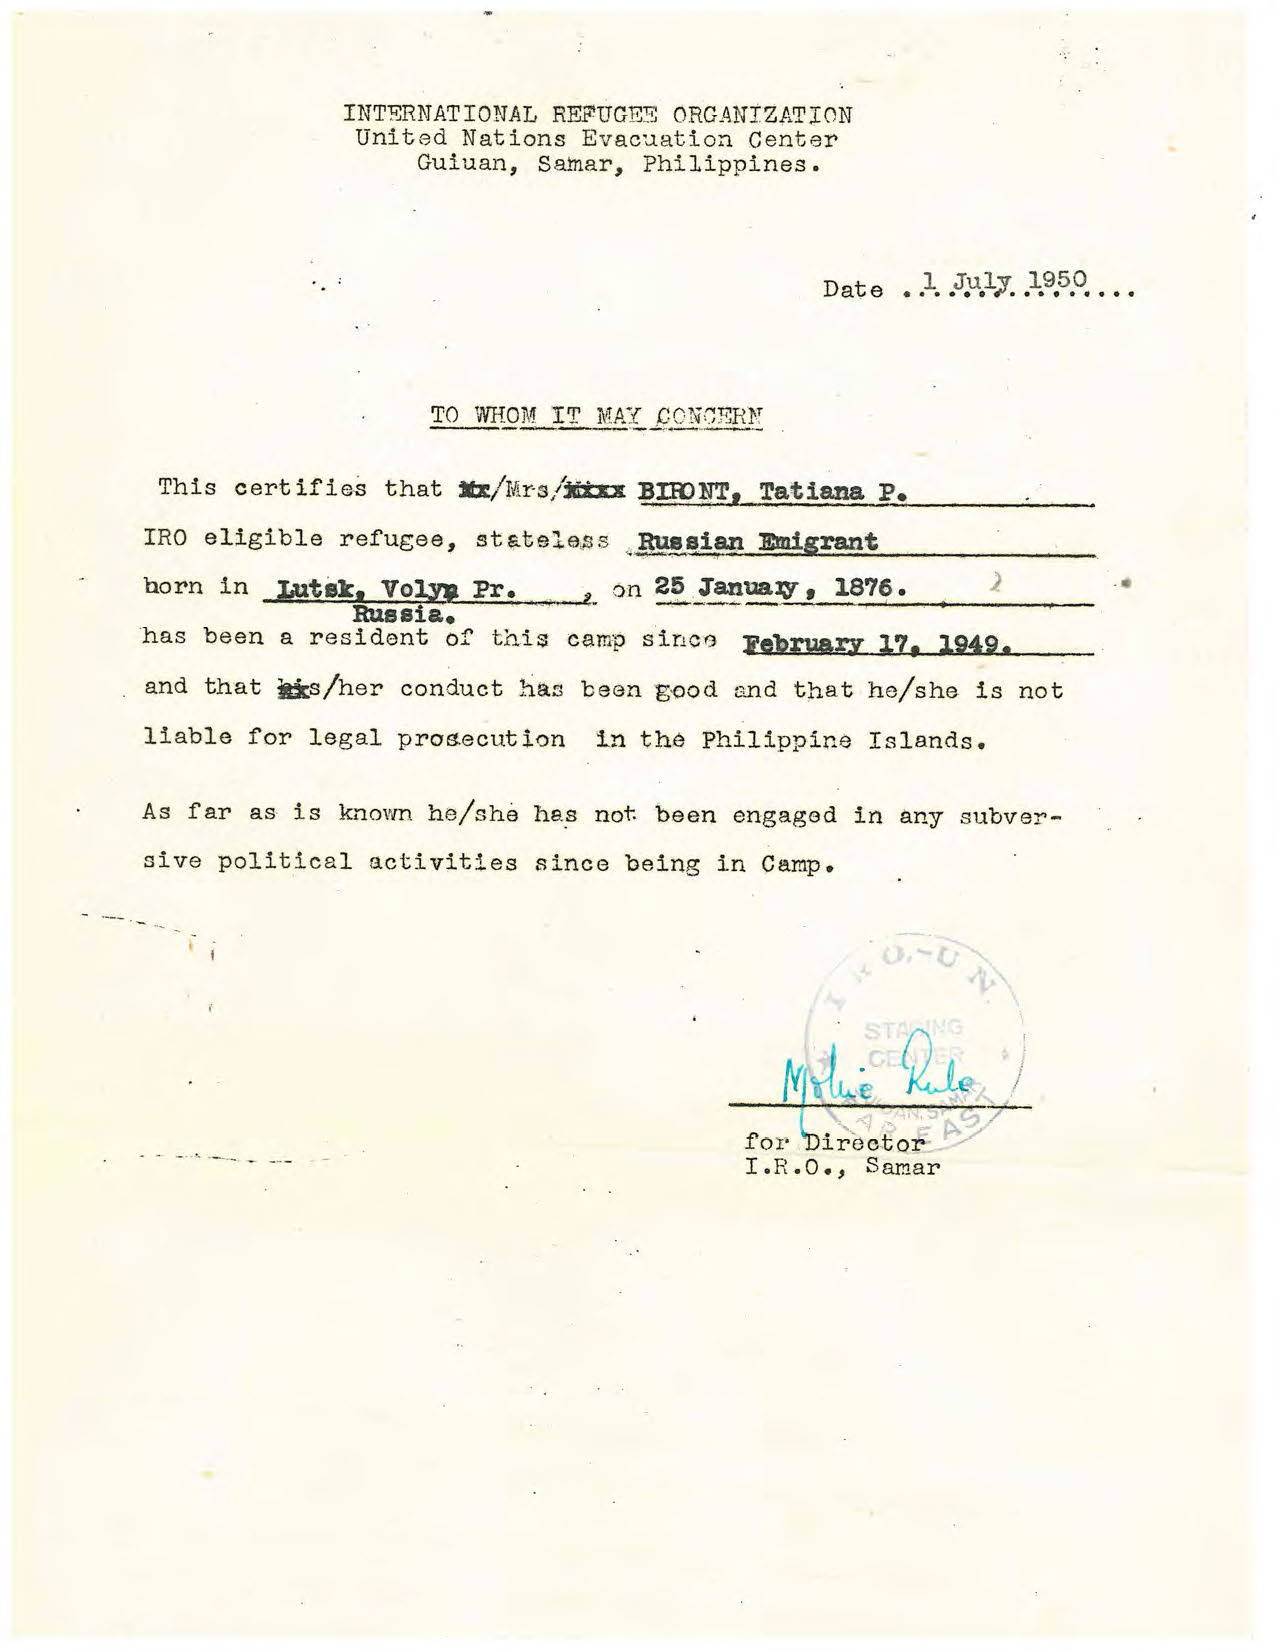 INTERNATIONAL REFUGEE ORGANIZATION
United Nations Evacuation Center
Guiuan, Samar, Philippines.
Date ..1 July 1950....
TO WHOM IT MAY CONCERN
This certifies that Mx/Mrs/ BIRONT, Tatiana P.
IRO eligible refugee, stateless Russian Emigrant
born in Lutsk, Volyn Pr. , on 25 January, 1876.
Russia.
has been a resident of this camp since February 17, 1949.
and that his/her conduct has been good and that he/she is not
liable for legal prosecution in the Philippine Islands.
As far as is known he/she has not been engaged in any subver-
sive political activities since being in Camp.
I R O.-U N.
STAGING
CENTER
GUIUAN, SAMAR
FAR EAST
for Director
I.R.O., Samar